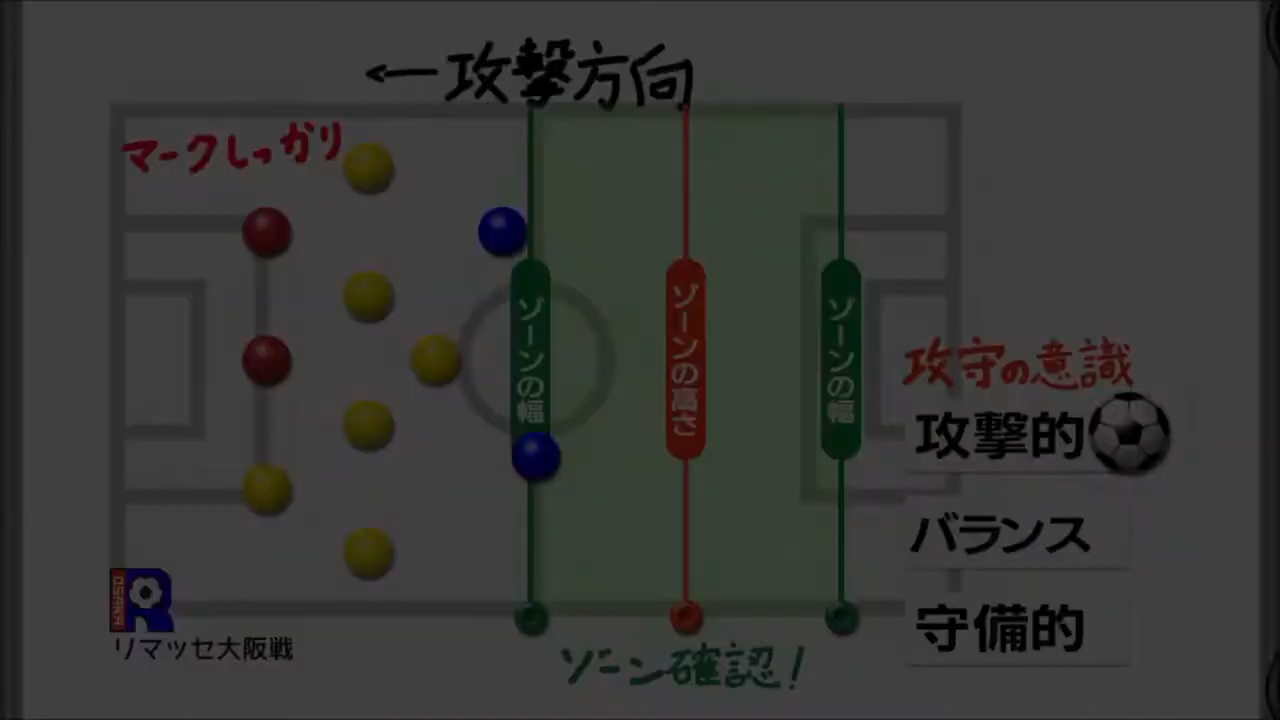 ←攻撃方向
マークしっかり
ゾーンの幅
ゾーンの高さ
ゾーンの幅
攻守の意識
攻撃的
バランス
守備的
OSAKA
R
リマッセ大阪戦
ゾーン確認!